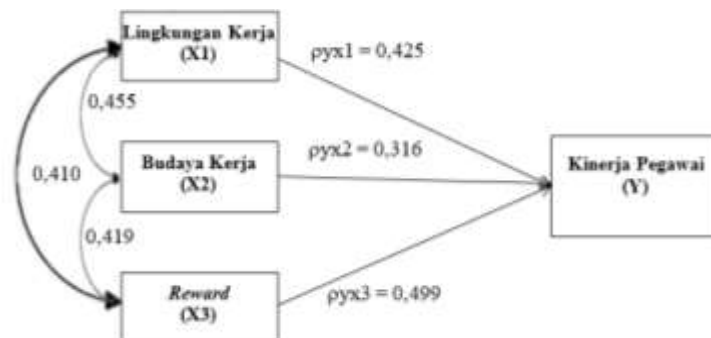 Lingkungan Kerja
(X1)
ρyx1 = 0,425
0,455
Budaya Kerja
(X2)
ρyx2 = 0,316
Kinerja Pegawai
(Y)
0,410
0,419
Reward
(X3)
ρyx3 = 0,499